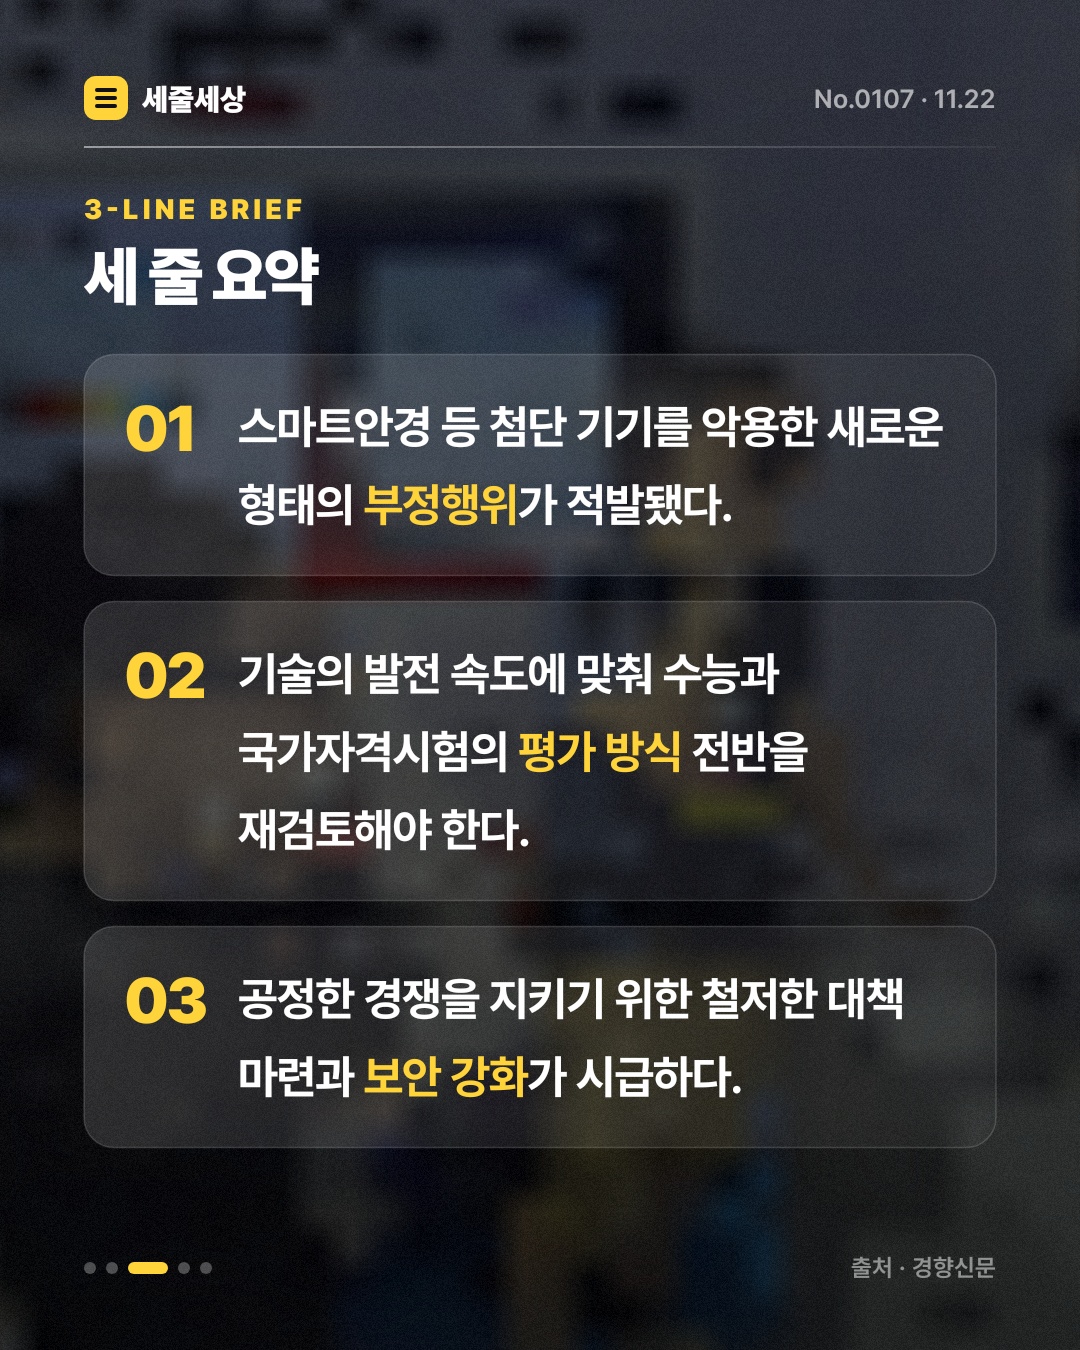 세줄세상
No.0107 · 11.22
3-LINE BRIEF
세 줄 요약
01
스마트안경 등 첨단 기기를 악용한 새로운
형태의 부정행위가 적발됐다.
02
기술의 발전 속도에 맞춰 수능과
국가자격시험의 평가 방식 전반을
재검토해야 한다.
03
공정한 경쟁을 지키기 위한 철저한 대책
마련과 보안 강화가 시급하다.
출처 · 경향신문